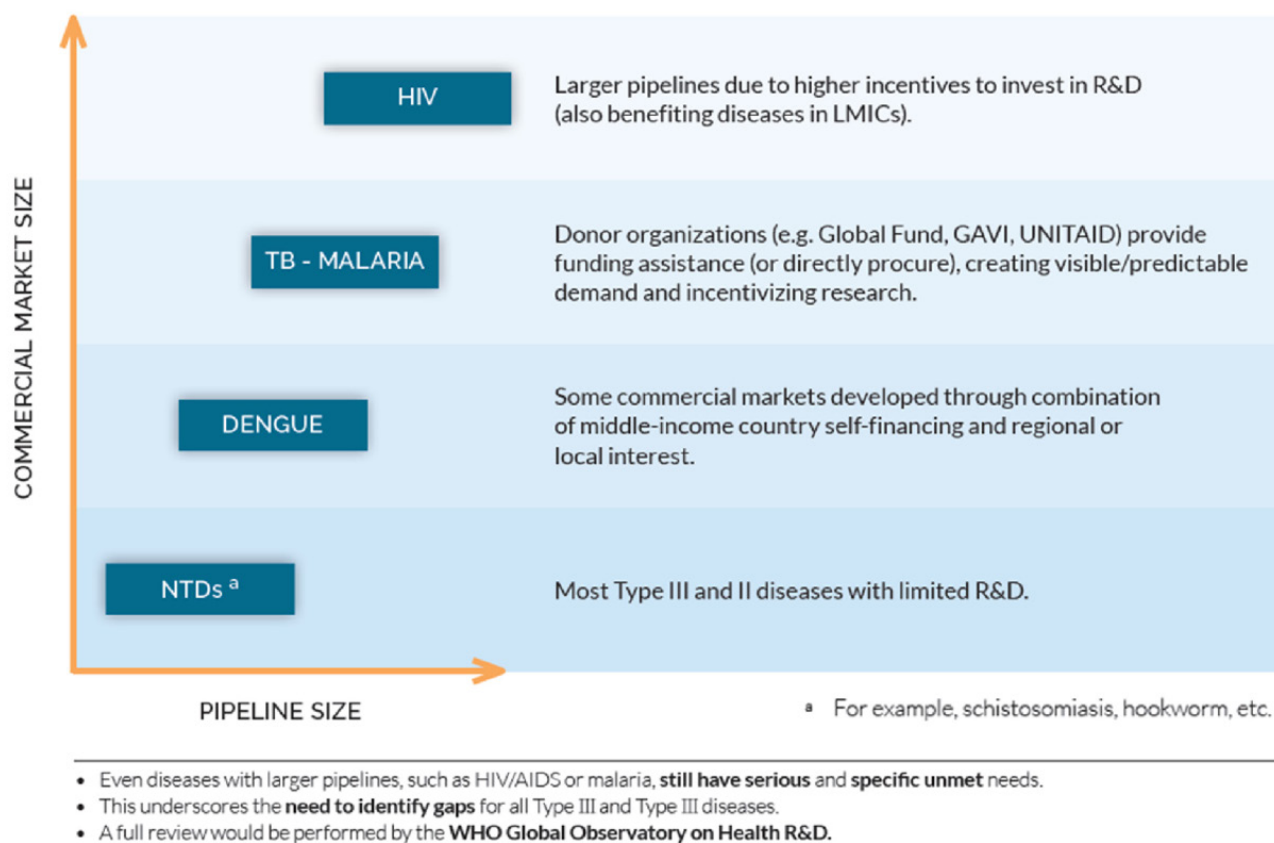 COMMERCIAL MARKET SIZE
HIV
Larger pipelines due to higher incentives to invest in R&D
(also benefiting diseases in LMICs).
TB - MALARIA
Donor organizations (e.g. Global Fund, GAVI, UNITAID) provide
funding assistance (or directly procure), creating visible/predictable
demand and incentivizing research.
DENGUE
Some commercial markets developed through combination
of middle-income country self-financing and regional or
local interest.
NTDs a
Most Type III and II diseases with limited R&D.
PIPELINE SIZE
a For example, schistosomiasis, hookworm, etc.
• Even diseases with larger pipelines, such as HIV/AIDS or malaria, still have serious and specific unmet needs.
• This underscores the need to identify gaps for all Type III and Type III diseases.
• A full review would be performed by the WHO Global Observatory on Health R&D.